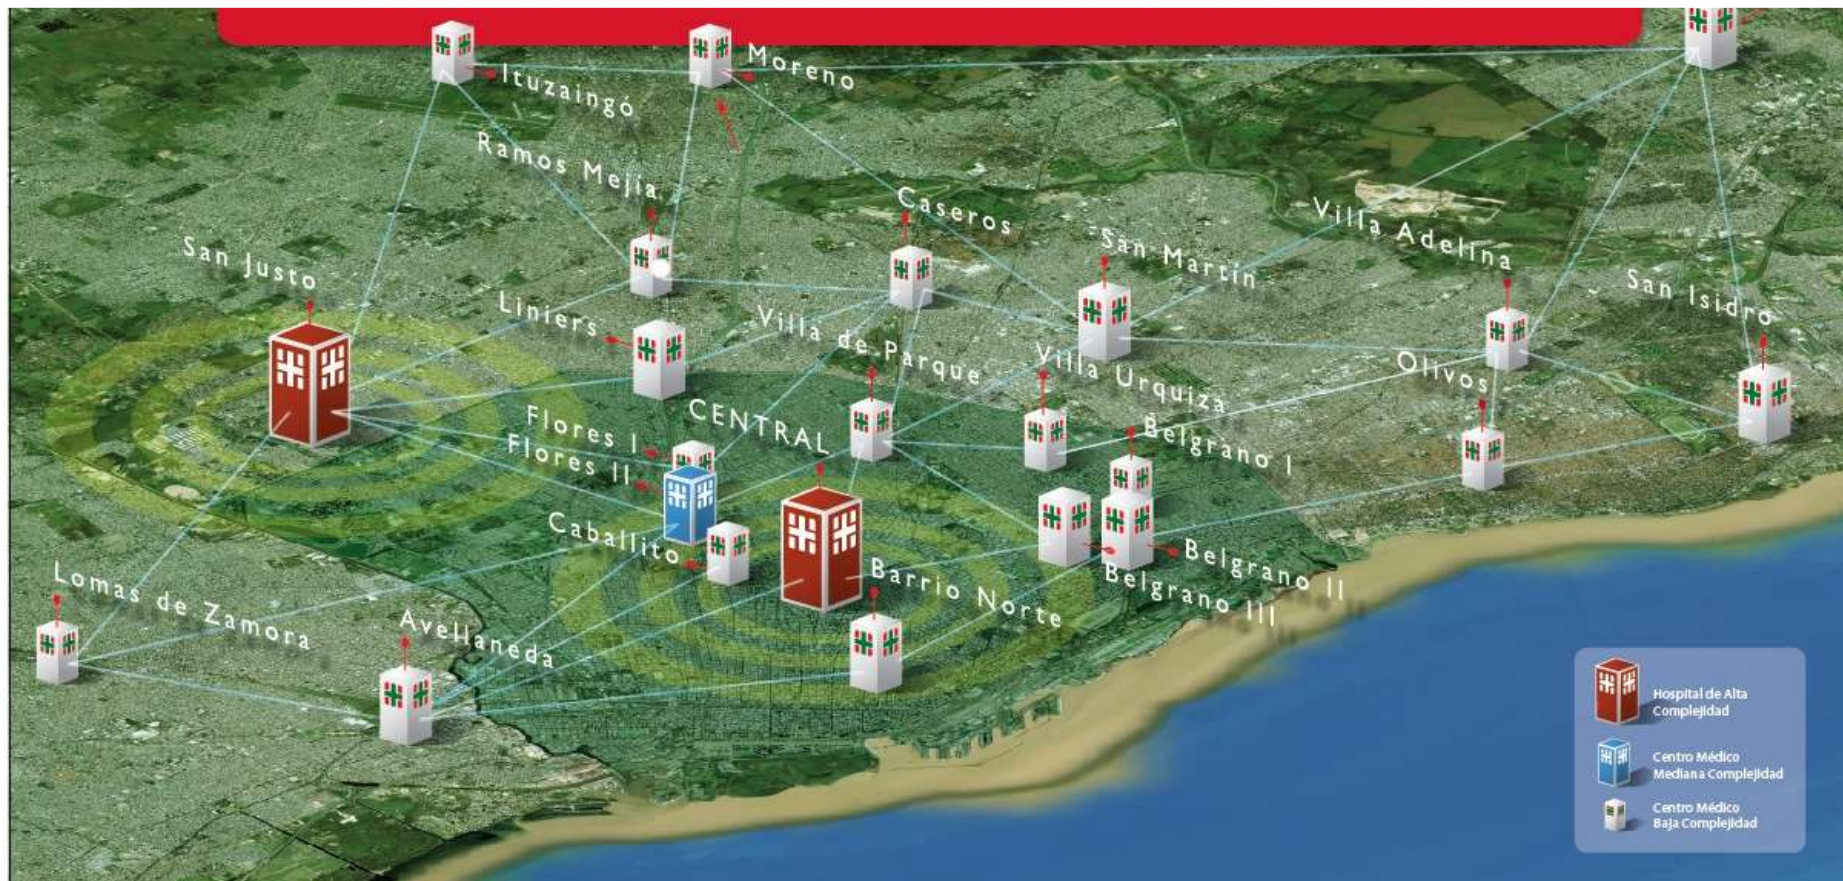 Moreno
Ituzaingó
Ramos Mejía
Caseros
Villa Adelina
San Martín
San Justo
San Isidro
Liniers
Villa de Parque
Villa Urquiza
Olivos
CENTRAL
Flores I
Flores II
Belgrano I
Caballito
Belgrano II
Belgrano III
Barrio Norte
Lomas de Zamora
Avellaneda
Hospital de Alta
Complejidad
Centro Médico
Mediana Complejidad
Centro Médico
Baja Complejidad